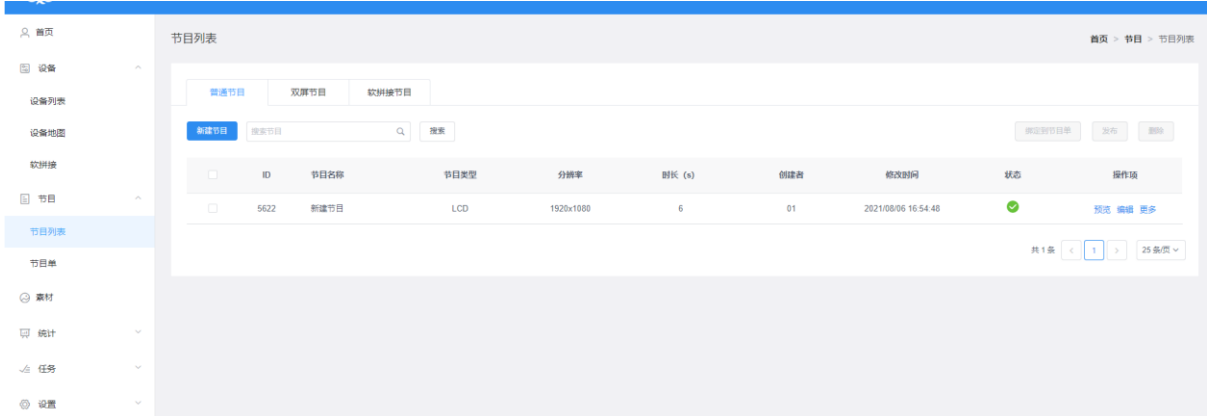 首页
节目列表
首页 > 节目 > 节目列表
设备
设备列表
设备地图
软拼接
节目
节目列表
节目单
素材
统计
任务
设置
普通节目 双屏节目 软拼接节目
新建节目 搜索节目 搜索 绑定到节目单 发布 删除
ID 节目名称 节目类型 分辨率 时长 (s) 创建者 修改时间 状态 操作项
5622 新建节目 LCD 1920x1080 6 01 2021/08/06 16:54:48 预览 编辑 更多
共 1 条 < 1 > 25 条/页